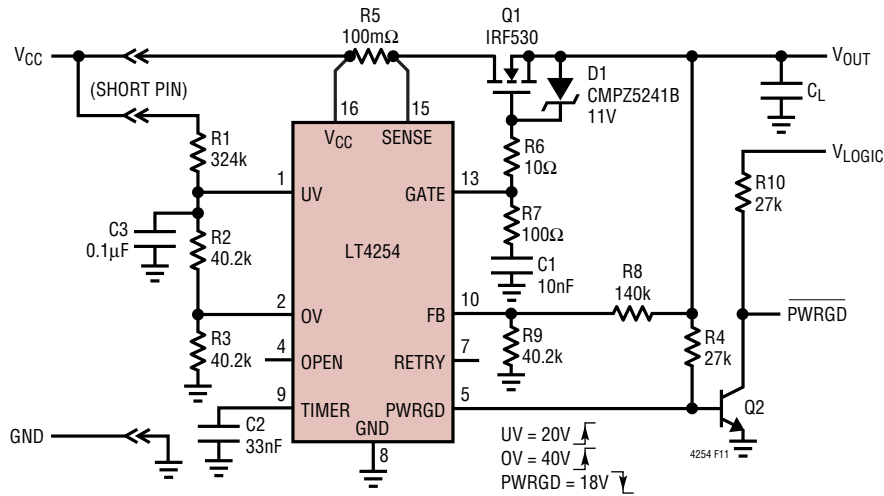 R5
100mΩ
Q1
IRF530
VCC
VOUT
D1
CMPZ5241B
11V
CL
(SHORT PIN)
16
15
VCC
SENSE
R1
324k
R6
10Ω
VLOGIC
1
UV
13
GATE
R10
27k
C3
0.1µF
R2
40.2k
R7
100Ω
LT4254
C1
10nF
R8
140k
2
OV
10
FB
PWRGD
R3
40.2k
4
OPEN
R9
40.2k
7
RETRY
R4
27k
9
TIMER
5
PWRGD
Q2
GND
C2
33nF
GND
8
UV = 20V
OV = 40V
PWRGD = 18V
4254 F11